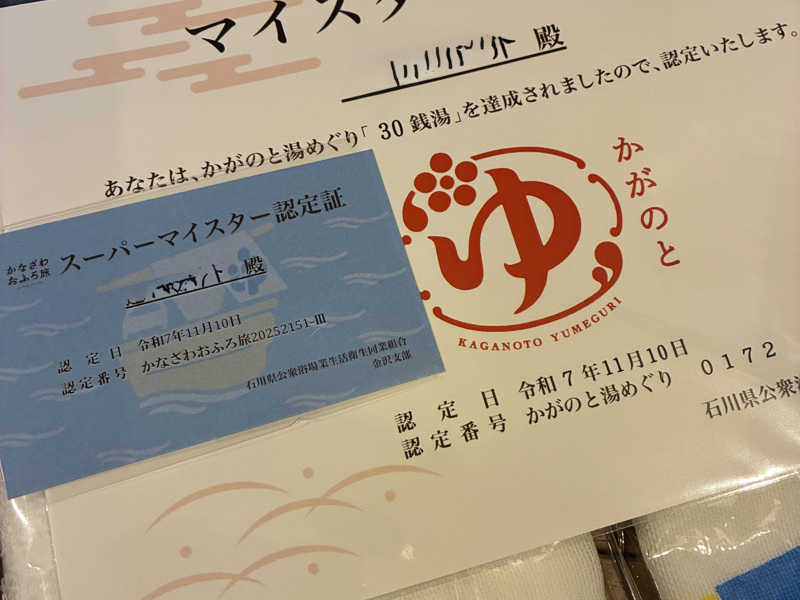 マイスタ
殿
あなたは、かがのと湯めぐり「30銭湯」を達成されましたので、認定いたします。
かなざわ
おふろ旅
スーパーマイスター認定証
殿
認定日 令和7年11月10日
認定番号 かなざわおふろ旅20252151-Ⅲ
石川県公衆浴場業生活衛生同業組合
金沢支部
ゆ
かがのと
KAGANOTO YUMEGURI
認定日 令和7年11月10日
認定番号 かがのと湯めぐり 0172
石川県公衆